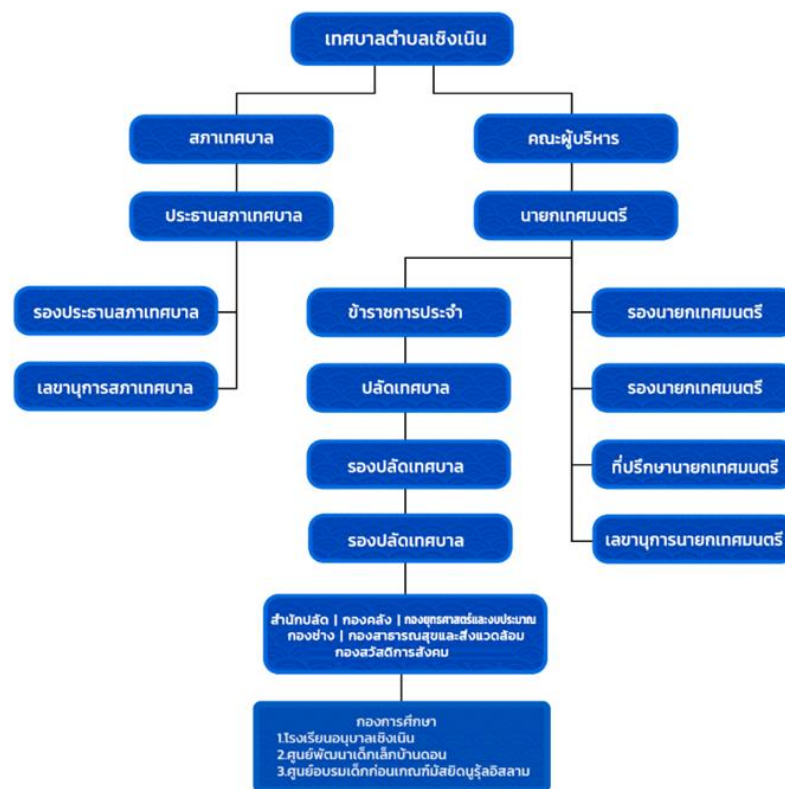 เทศบาลตำบลเชิงเนิน
สภาเทศบาล
คณะผู้บริหาร
ประธานสภาเทศบาล
นายกเทศมนตรี
รองประธานสภาเทศบาล
ข้าราชการประจำ
รองนายกเทศมนตรี
เลขานุการสภาเทศบาล
ปลัดเทศบาล
รองนายกเทศมนตรี
รองปลัดเทศบาล
ที่ปรึกษานายกเทศมนตรี
รองปลัดเทศบาล
เลขานุการนายกเทศมนตรี
สำนักปลัด | กองคลัง | กองยุทธศาสตร์และงบประมาณ
กองช่าง | กองสาธารณสุขและสิ่งแวดล้อม
กองสวัสดิการสังคม
กองการศึกษา
1.โรงเรียนอนุบาลเชิงเนิน
2.ศูนย์พัฒนาเด็กเล็กบ้านดอน
3.ศูนย์อบรมเด็กก่อนเกณฑ์มัสยิดนูรุ้ลอิสลาม